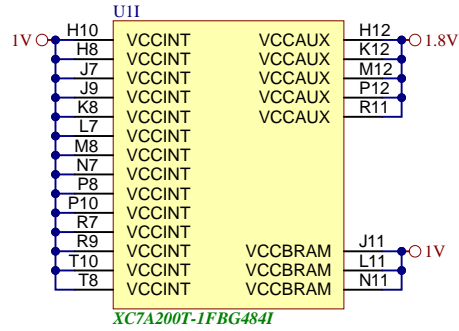 U1I
1V H10 VCCINT VCCAUX H12 1.8V
H8 VCCINT VCCAUX K12
J7 VCCINT VCCAUX M12
J9 VCCINT VCCAUX P12
K8 VCCINT VCCAUX R11
L7 VCCINT
M8 VCCINT
N7 VCCINT
P8 VCCINT
P10 VCCINT
R7 VCCINT
R9 VCCINT VCCBRAM J11 1V
T10 VCCINT VCCBRAM L11
T8 VCCINT VCCBRAM N11
XC7A200T-1FBG484I